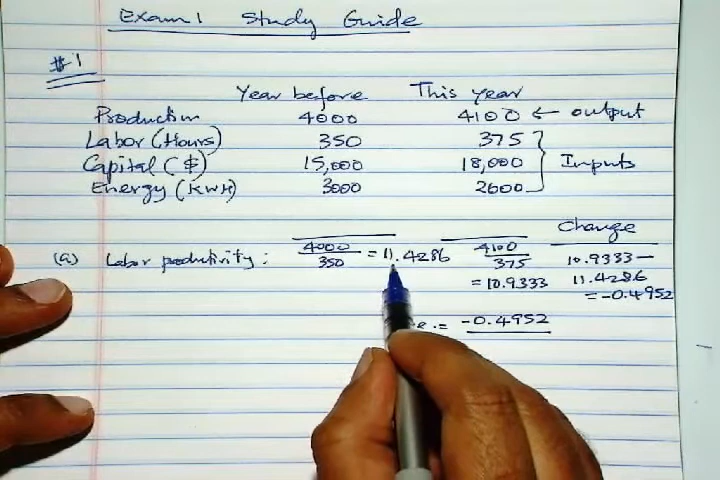 Exam 1 Study Guide
#1
Year before This year
Production 4000 4100 ← output
Labor (Hours) 350 375
Capital ($) 15,000 18,000 Inputs
Energy (KWH) 3000 2600
Change
(a) Labor productivity: 4000/350 = 11.4286 4100/375 10.9333 —
= 10.9333 11.4286
= -0.4952
= -0.4952